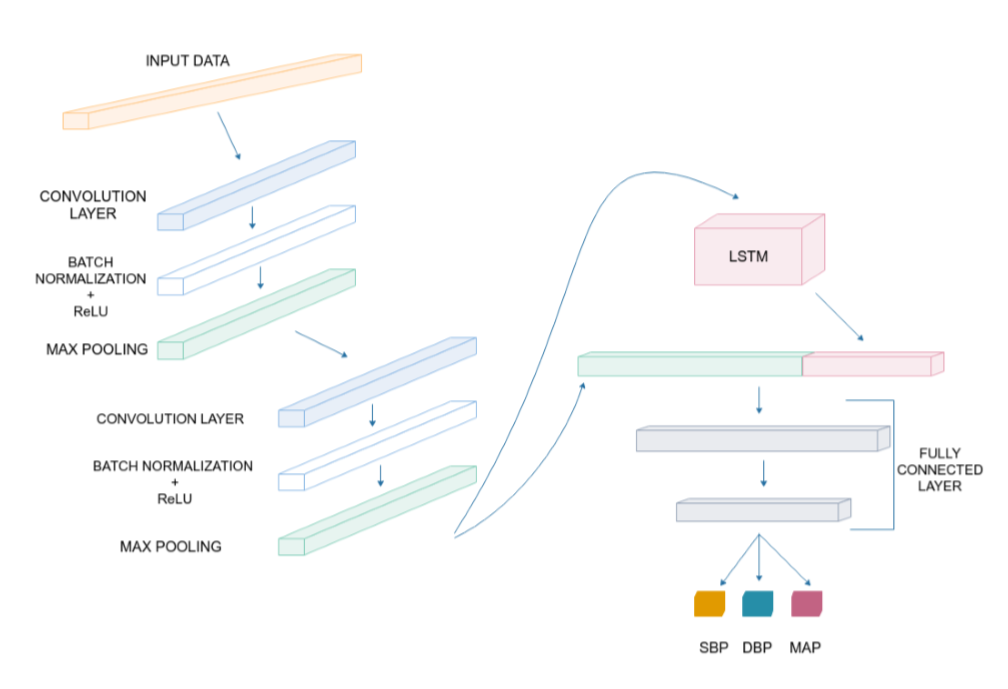 INPUT DATA
CONVOLUTION
LAYER
BATCH
NORMALIZATION
+
ReLU
MAX POOLING
CONVOLUTION LAYER
BATCH NORMALIZATION
+
ReLU
MAX POOLING
LSTM
FULLY
CONNECTED
LAYER
SBP
DBP
MAP